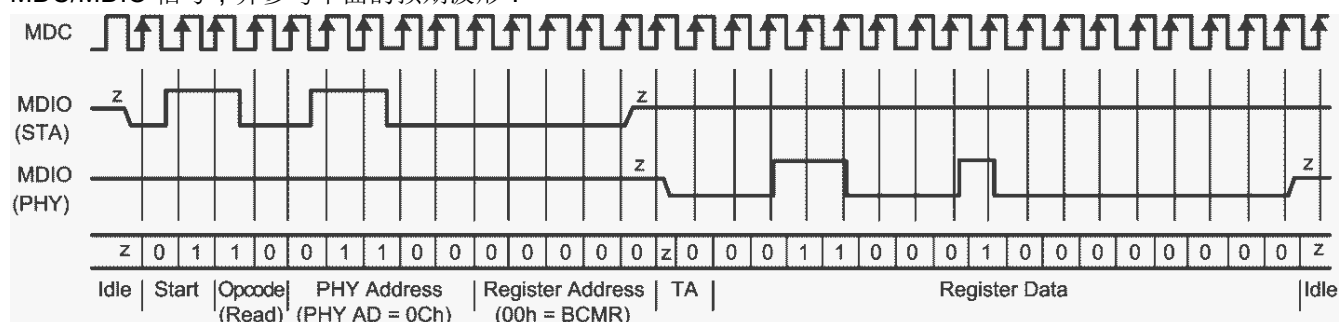 MDC/MDIO 信号，并参考下面的预期波形：
MDC
z z
MDIO
(STA)
z z
MDIO
(PHY)
z 0 1 1 0 0 1 1 0 0 0 0 0 0 0 z 0 0 0 1 1 0 0 0 1 0 0 0 0 0 0 0 0 z
Idle Start Opcode PHY Address Register Address TA Register Data Idle
(Read) (PHY AD = 0Ch) (00h = BCMR)